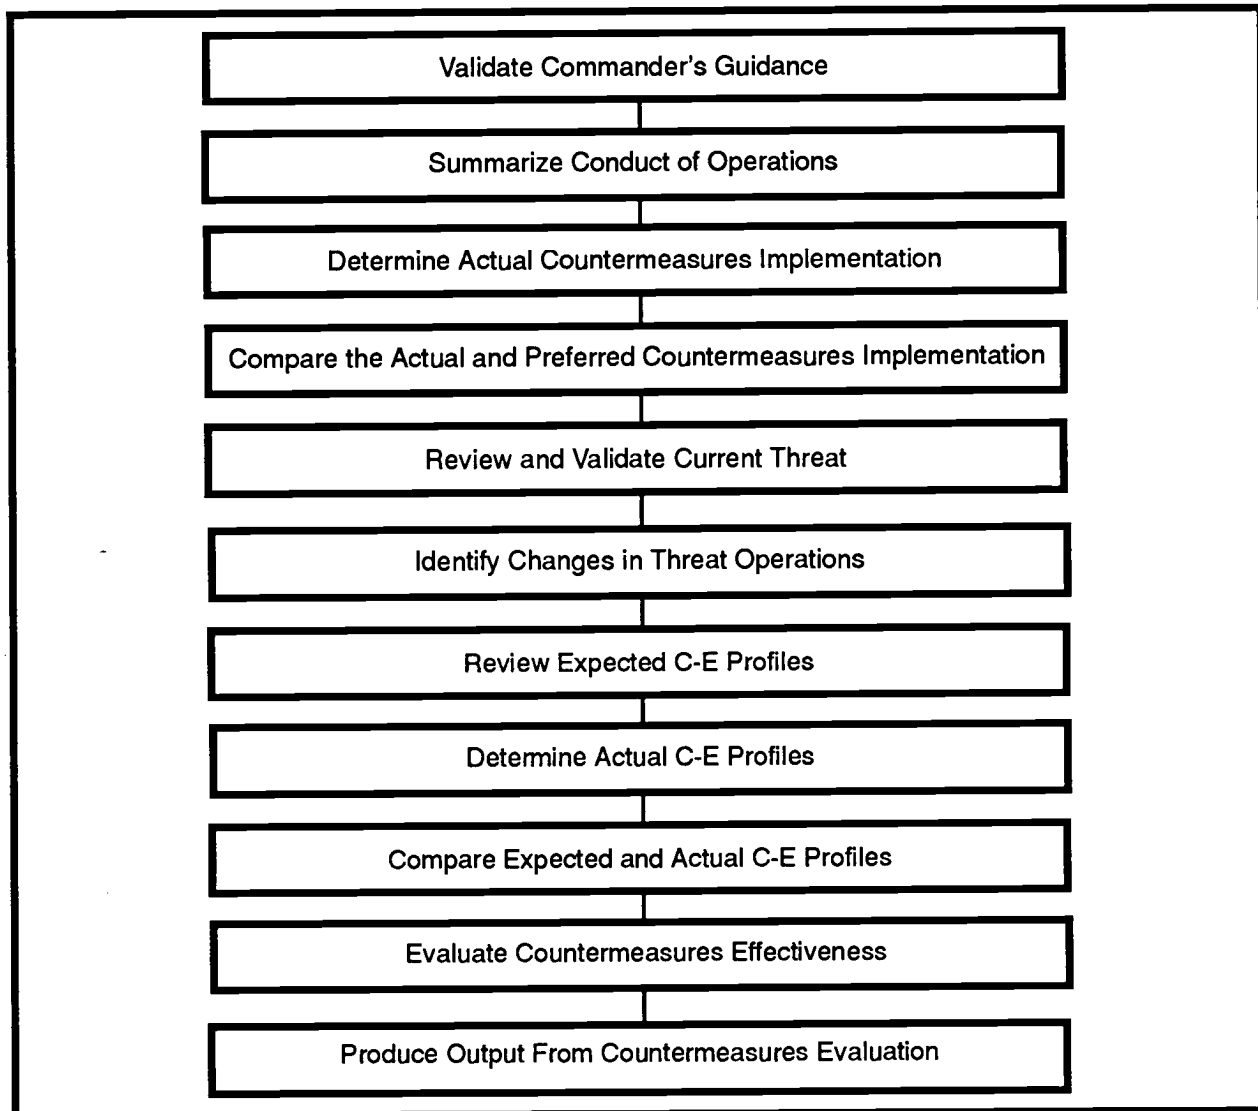 Validate Commander's Guidance
Summarize Conduct of Operations
Determine Actual Countermeasures Implementation
Compare the Actual and Preferred Countermeasures Implementation
Review and Validate Current Threat
Identify Changes in Threat Operations
Review Expected C-E Profiles
Determine Actual C-E Profiles
Compare Expected and Actual C-E Profiles
Evaluate Countermeasures Effectiveness
Produce Output From Countermeasures Evaluation